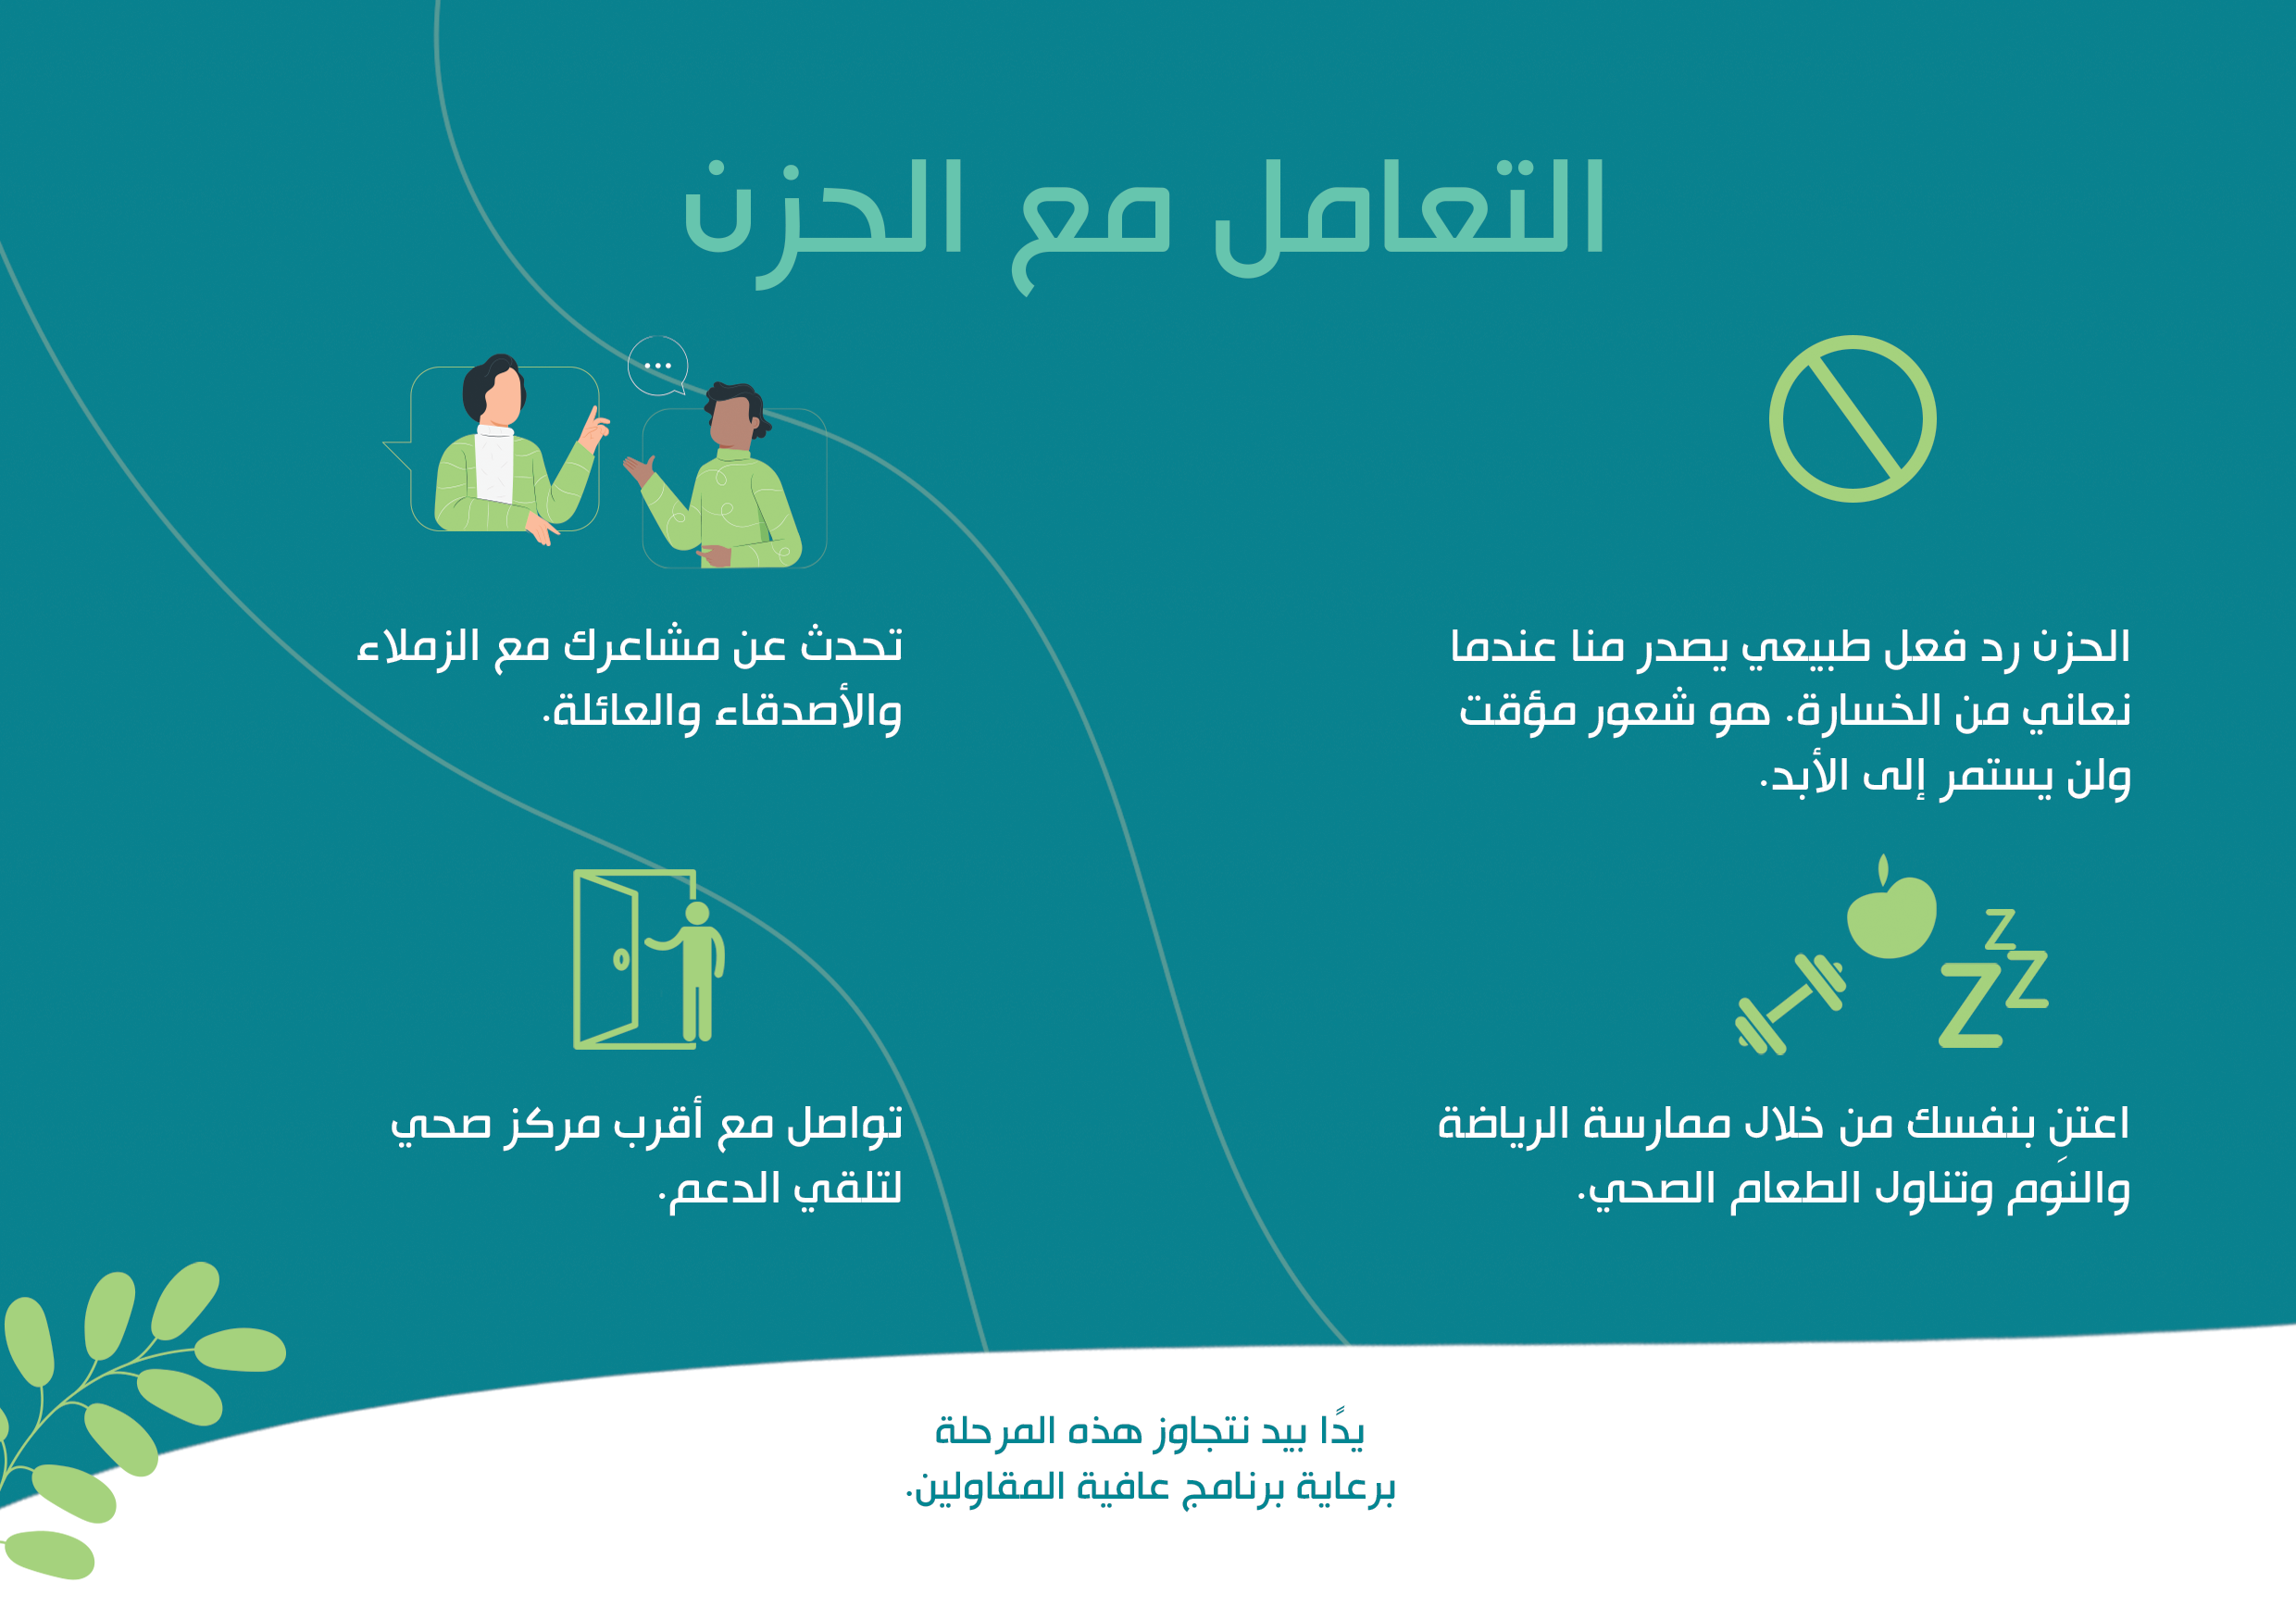 التعامل مع الحزن
الحزن رد فعل طبيعي يصدر منا عندما
نعاني من الخسارة. هو شعور مؤقت
ولن يستمر إلى الأبد.
تحدث عن مشاعرك مع الزملاء
والأصدقاء والعائلة.
Z
Z
Z
اعتنِ بنفسك من خلال ممارسة الرياضة
والنَوم وتناول الطعام الصحي.
تواصل مع أقرب مركز صحي
لتلقي الدعم.
يدًا بيد نتجاوز هذه المرحلة
برعاية برنامج عافية المقاولين.